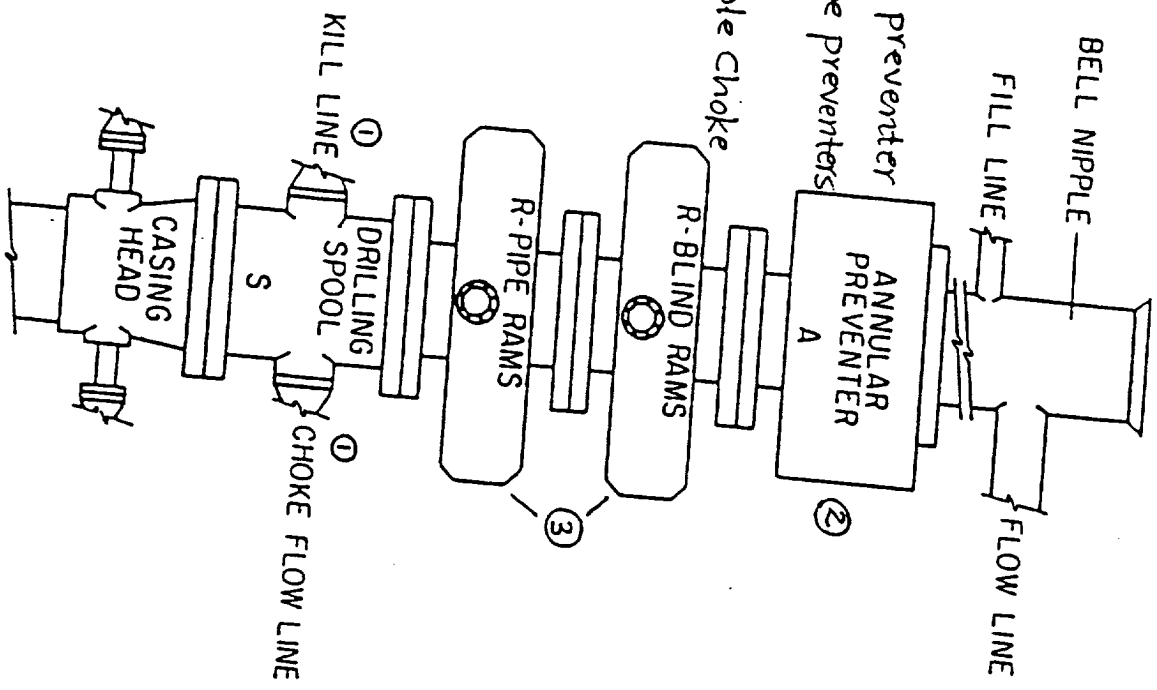 BELL NIPPLE
FILL LINE
FLOW LINE
preventer
preventers
ANNULAR
PREVENTER
A
②
Choke
R-BLIND RAMS
R-PIPE RAMS
③
KILL LINE ①
① CHOKE FLOW LINE
DRILLING
SPOOL
S
CASING
HEAD